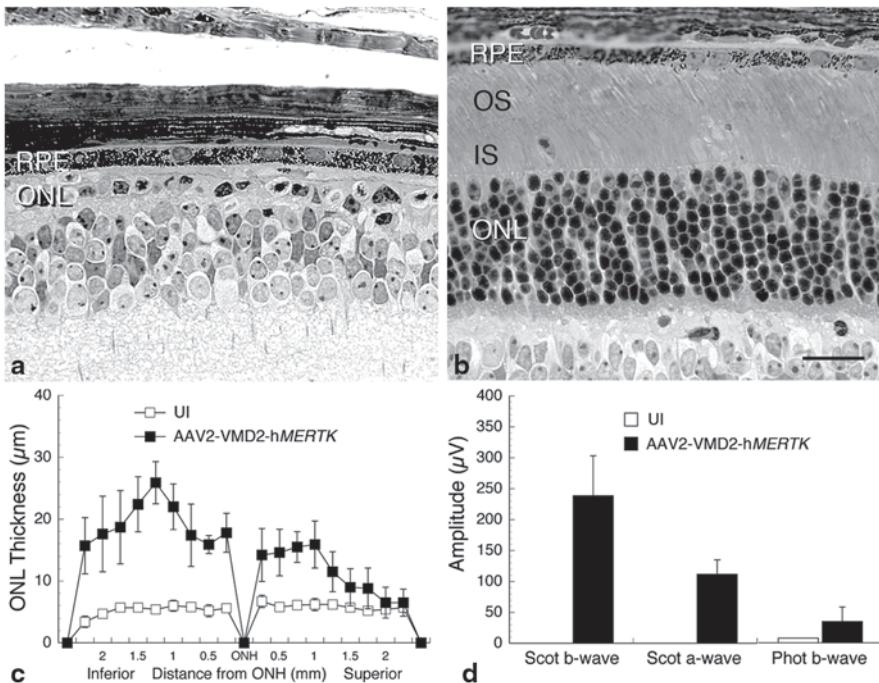 RPE
ONL
a
RPE
OS
IS
ONL
b
ONL Thickness (µm)
40
30
20
10
0
UI
AAV2-VMD2-hMERTK
2 1.5 1 0.5 ONH 0.5 1 1.5 2
Inferior Distance from ONH (mm) Superior
c
Amplitude (µV)
400
350
300
250
200
150
100
50
0
UI
AAV2-VMD2-hMERTK
Scot b-wave Scot a-wave Phot b-wave
d